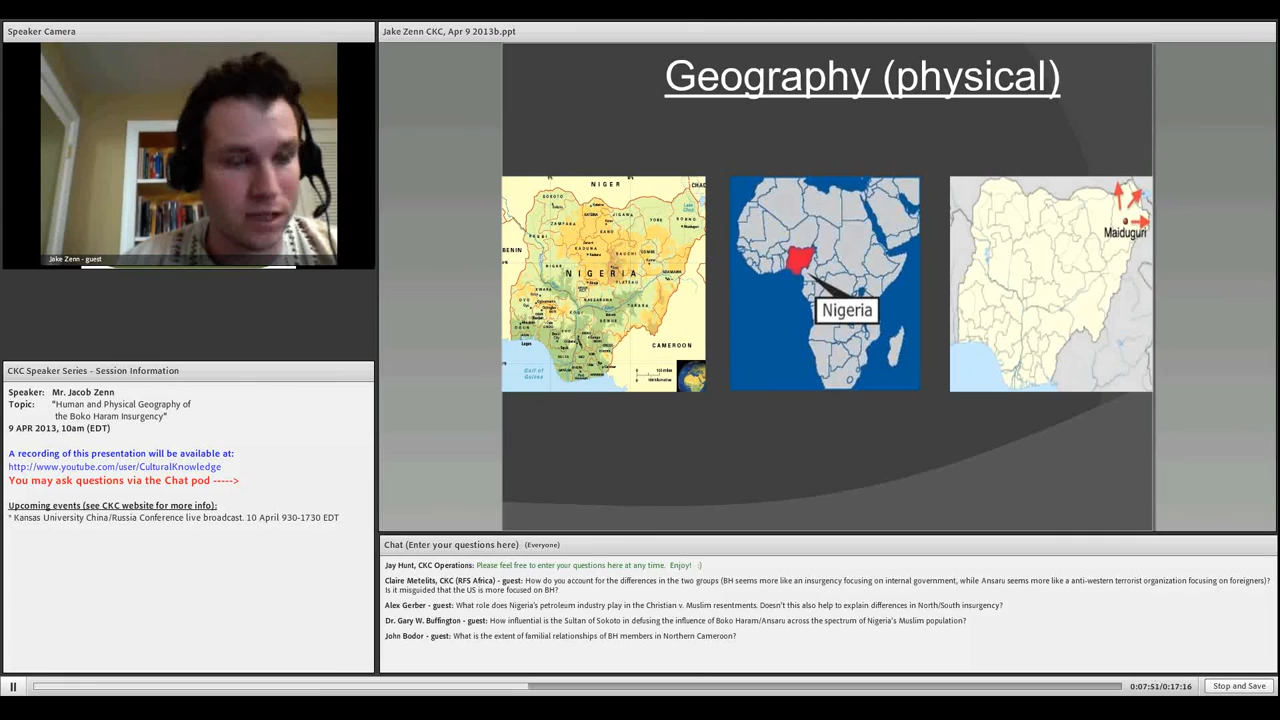 Speaker Camera
Jake Zenn - guest
Jake Zenn CKC, Apr 9 2013b.ppt
Geography (physical)
NIGER
CHAD
BENIN
NIGERIA
CAMEROON
Gulf of
Guinea
Lagos
Nigeria
Maiduguri
CKC Speaker Series - Session Information
Speaker: Mr. Jacob Zenn
Topic: "Human and Physical Geography of
the Boko Haram Insurgency"
9 APR 2013, 10am (EDT)
A recording of this presentation will be available at:
http://www.youtube.com/user/CulturalKnowledge
You may ask questions via the Chat pod ----->
Upcoming events (see CKC website for more info):
* Kansas University China/Russia Conference live broadcast. 10 April 930-1730 EDT
Chat (Enter your questions here) (Everyone)
Jay Hunt, CKC Operations: Please feel free to enter your questions here at any time. Enjoy! :)
Claire Metelits, CKC (RFS Africa) - guest: How do you account for the differences in the two groups (BH seems more like an insurgency focusing on internal government, while Ansaru seems more like a anti-western terrorist organization focusing on foreigners)?
Is it misguided that the US is more focused on BH?
Alex Gerber - guest: What role does Nigeria's petroleum industry play in the Christian v. Muslim resentments. Doesn't this also help to explain differences in North/South insurgency?
Dr. Gary W. Buffington - guest: How influential is the Sultan of Sokoto in defusing the influence of Boko Haram/Ansaru across the spectrum of Nigeria's Muslim population?
John Bodor - guest: What is the extent of familial relationships of BH members in Northern Cameroon?
0:07:51/0:17:16
Stop and Save